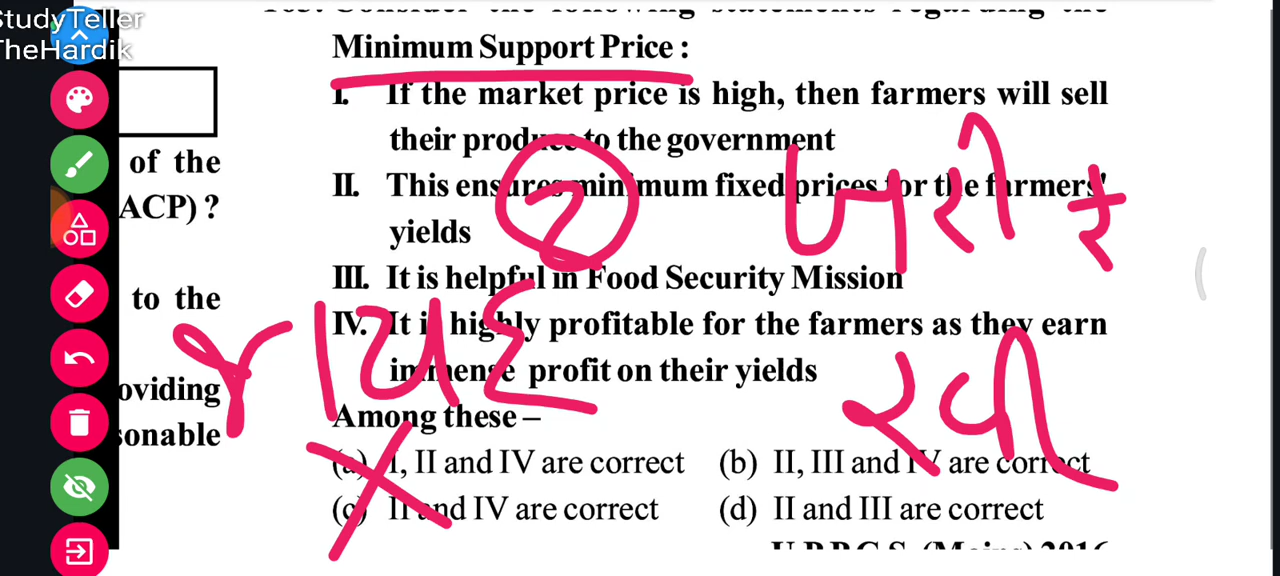 StudyTeller
TheHardik
Minimum Support Price :
I. If the market price is high, then farmers will sell
their produce to the government
II. This ensures minimum fixed prices for the farmers'
yields
III. It is helpful in Food Security Mission
IV. It is highly profitable for the farmers as they earn
immense profit on their yields
Among these –
(a) I, II and IV are correct (b) II, III and IV are correct
(c) II and IV are correct (d) II and III are correct
of the
ACP) ?
to the
oviding
sonable
2
खरीफ
रबी